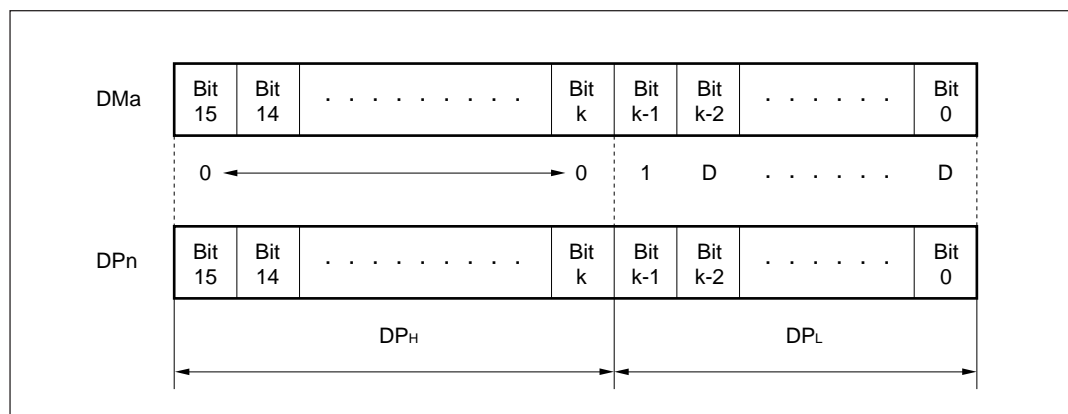 DMa Bit 15 Bit 14 . . . . . . . . . Bit k Bit k-1 Bit k-2 . . . . . . Bit 0
0 0 1 D . . . . . . D
DPn Bit 15 Bit 14 . . . . . . . . . Bit k Bit k-1 Bit k-2 . . . . . . Bit 0
DPH DPL